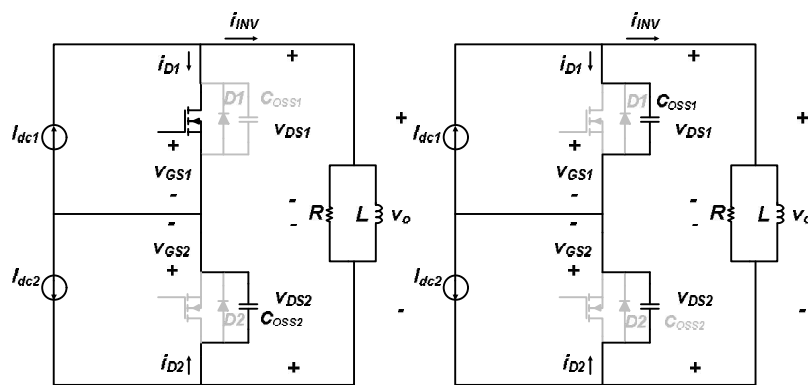 iINV
iD1
+
D1
COSS1
vDS1
Idc1
+
vGS1
-
-
+
R
L
vo
-
-
vGS2
+
Idc2
vDS2
COSS2
D2
-
iD2
+
iINV
iD1
+
D1
COSS1
vDS1
Idc1
+
vGS1
-
-
+
R
L
vo
-
-
vGS2
+
Idc2
vDS2
D2
COSS2
-
iD2
+